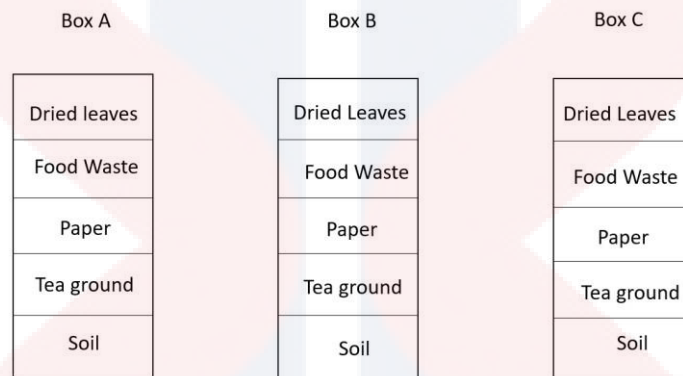 Box A
Box B
Box C
Dried leaves
Food Waste
Paper
Tea ground
Soil
Dried Leaves
Food Waste
Paper
Tea ground
Soil
Dried Leaves
Food Waste
Paper
Tea ground
Soil